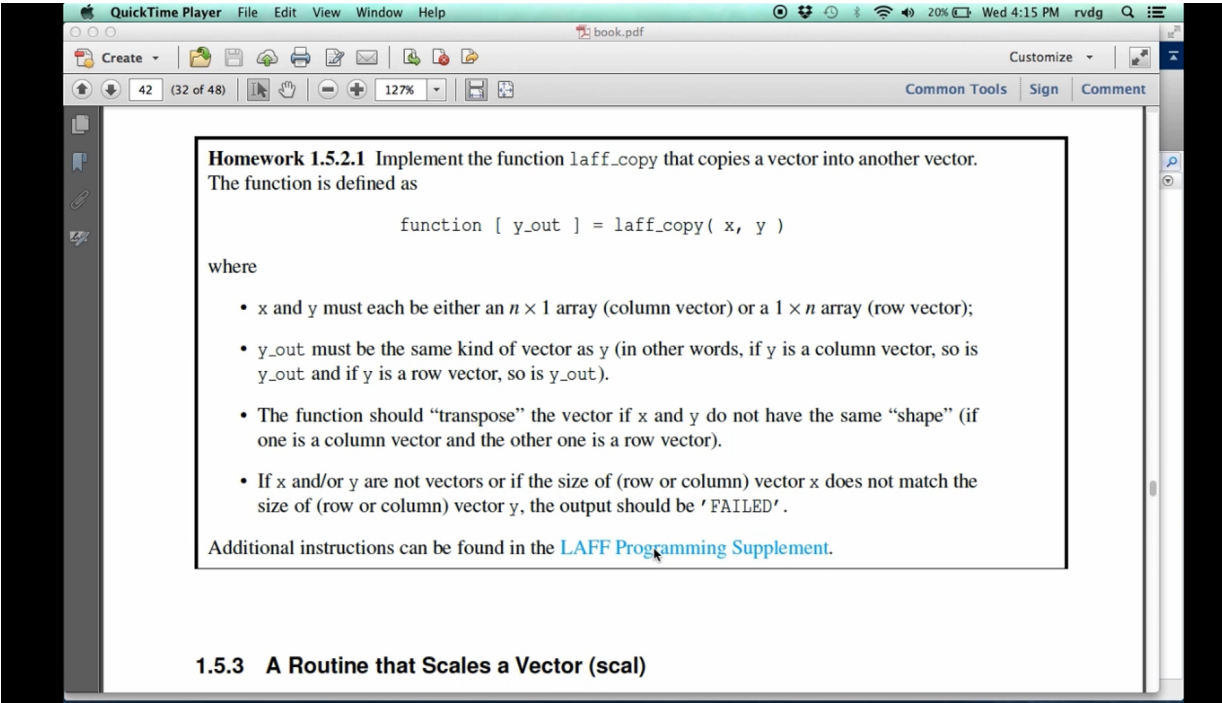 QuickTime Player File Edit View Window Help 20% Wed 4:15 PM rvdg
book.pdf
Create Customize
42 (32 of 48) 127% Common Tools Sign Comment
Homework 1.5.2.1 Implement the function laff_copy that copies a vector into another vector.
The function is defined as
function [ y_out ] = laff_copy( x, y )
where
• x and y must each be either an n × 1 array (column vector) or a 1 × n array (row vector);
• y_out must be the same kind of vector as y (in other words, if y is a column vector, so is
y_out and if y is a row vector, so is y_out).
• The function should “transpose” the vector if x and y do not have the same “shape” (if
one is a column vector and the other one is a row vector).
• If x and/or y are not vectors or if the size of (row or column) vector x does not match the
size of (row or column) vector y, the output should be 'FAILED'.
Additional instructions can be found in the LAFF Programming Supplement.
1.5.3 A Routine that Scales a Vector (scal)